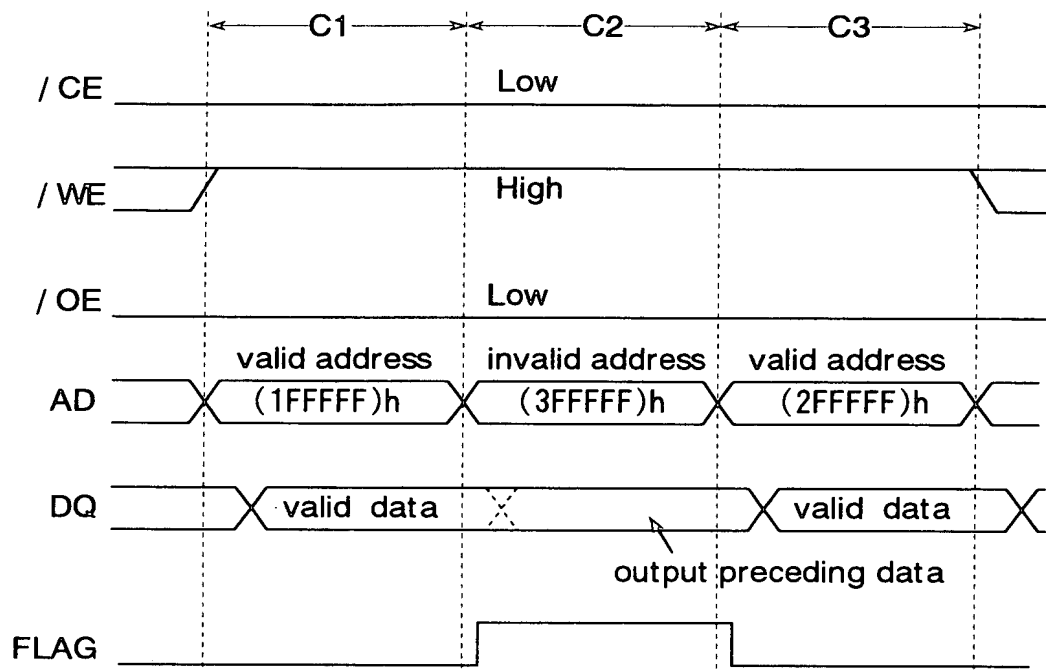 C1 C2 C3
/ CE Low
/ WE High
/ OE Low
valid address invalid address valid address
AD (1FFFFF)h (3FFFFF)h (2FFFFF)h
DQ valid data valid data
output preceding data
FLAG